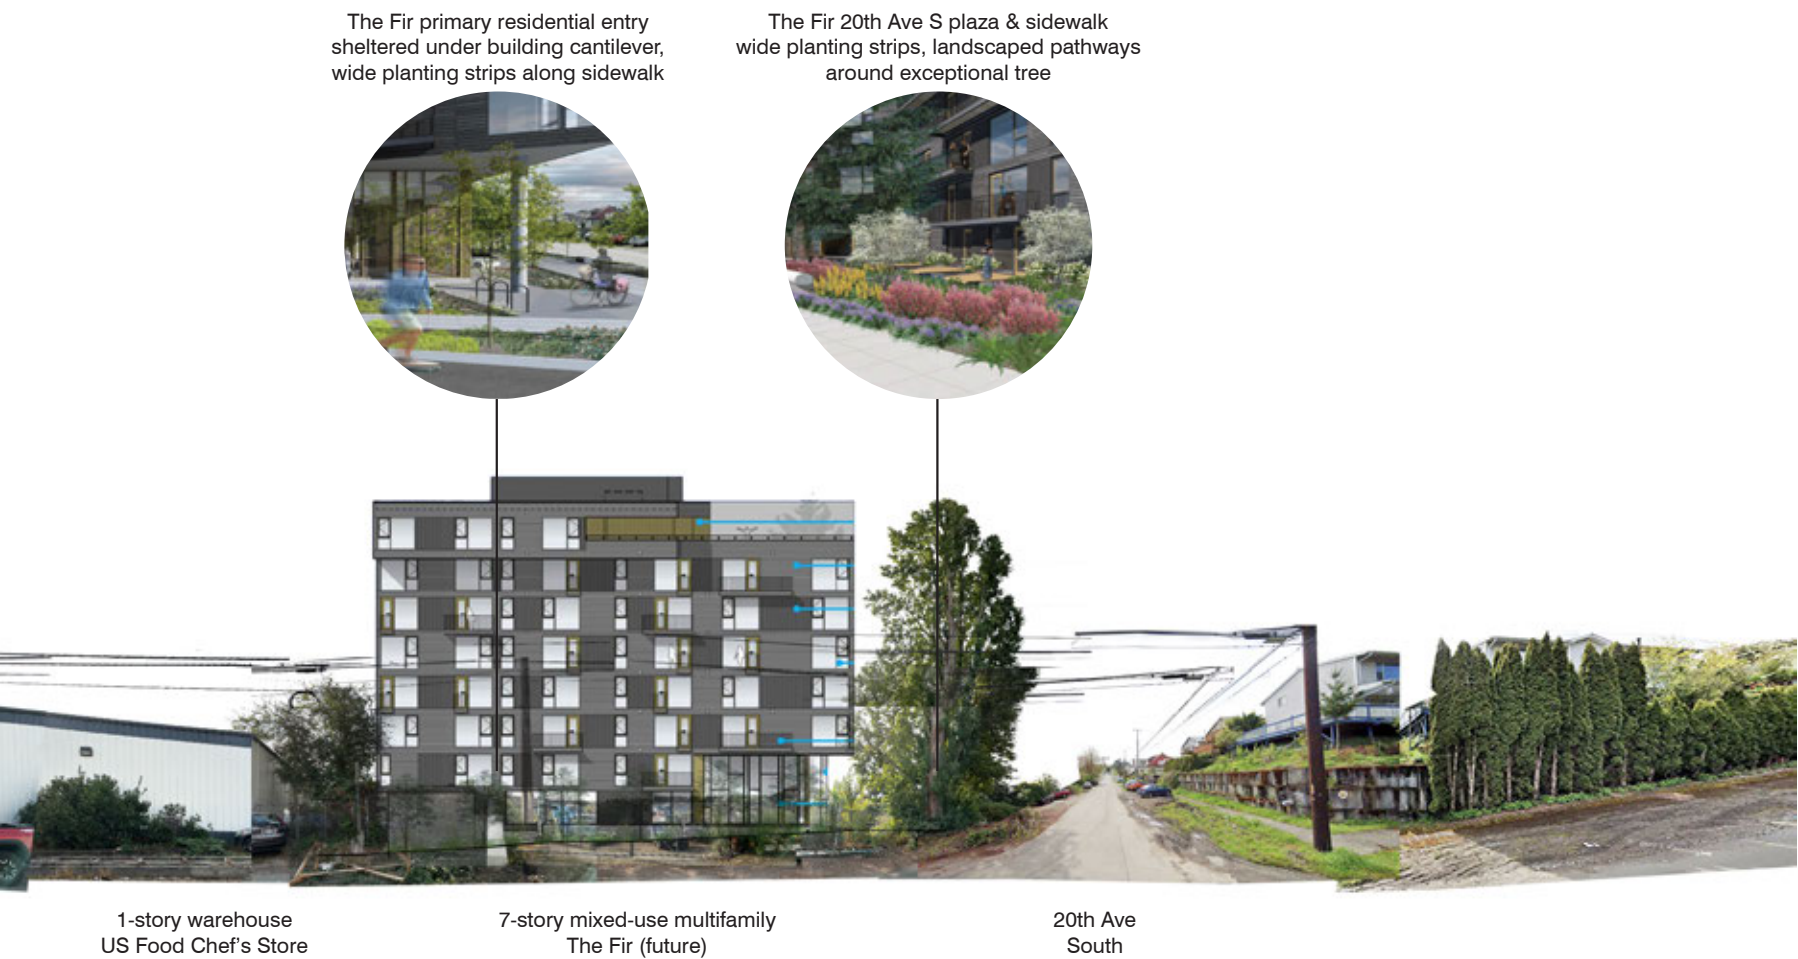 The Fir primary residential entry
sheltered under building cantilever,
wide planting strips along sidewalk
The Fir 20th Ave S plaza & sidewalk
wide planting strips, landscaped pathways
around exceptional tree
1-story warehouse
US Food Chef's Store
7-story mixed-use multifamily
The Fir (future)
20th Ave
South